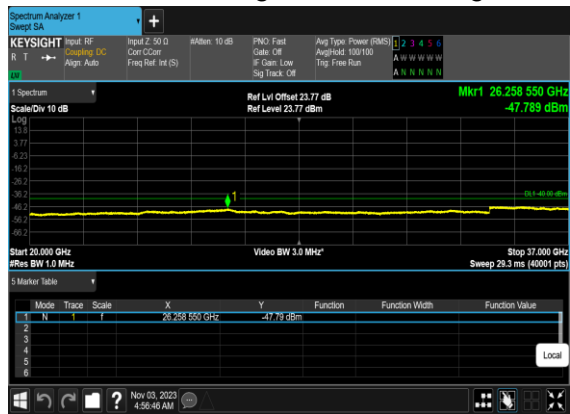 Spectrum Analyzer 1
Swept SA
+
KEYSIGHT Input: RF Input Z: 50 Ω #Atten: 10 dB PNO: Fast Avg Type: Power (RMS) 1 2 3 4 5 6
R T Coupling: DC Corr CCorr Gate: Off Avg|Hold: 100/100 A W W W W W
Align: Auto Freq Ref: Int (S) IF Gain: Low Trig: Free Run
Sig Track: Off A N N N N N
LW
1 Spectrum Ref Lvl Offset 23.77 dB Mkr1 26.258 550 GHz
Scale/Div 10 dB Ref Level 23.77 dBm -47.789 dBm
Log
13.8
3.77
-6.23
-16.2
-26.2
-36.2 1 DL1 -40.00 dBm
-46.2
-56.2
-66.2
Start 20.000 GHz Video BW 3.0 MHz* Stop 37.000 GHz
#Res BW 1.0 MHz Sweep 29.3 ms (40001 pts)
5 Marker Table
Mode Trace Scale X Y Function Function Width Function Value
1 N 1 f 26.258 550 GHz -47.79 dBm
2
3
4
5
6
Local
? Nov 03, 2023
4:56:46 AM